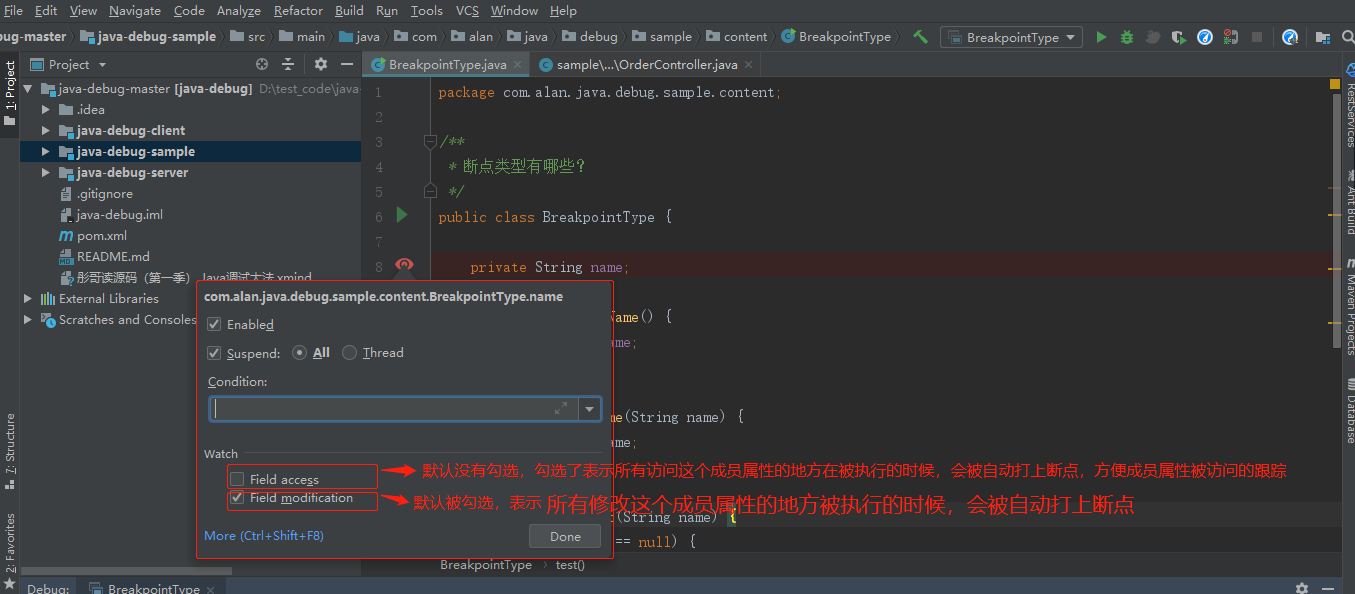 File Edit View Navigate Code Analyze Refactor Build Run Tools VCS Window Help
bug-master java-debug-sample src main java com alan java debug sample content BreakpointType BreakpointType
Project BreakpointType.java sample\...\OrderController.java
1: Project
java-debug-master [java-debug] D:\test_code\java-
.idea
java-debug-client
java-debug-sample
java-debug-server
.gitignore
java-debug.iml
pom.xml
README.md
彤哥读源码（第一季） Java调试大法.xmind
External Libraries
Scratches and Consoles
1 package com.alan.java.debug.sample.content;
2
3 /**
4 * 断点类型有哪些?
5 */
6 public class BreakpointType {
7
8 private String name;
Name() {
me;
me(String name) {
me;
(String name) {
== null) {
com.alan.java.debug.sample.content.BreakpointType.name
Enabled
Suspend: All Thread
Condition:
Watch
Field access
默认没有勾选，勾选了表示所有访问这个成员属性的地方在被执行的时候，会被自动打上断点，方便成员属性被访问的跟踪
Field modification
默认被勾选，表示 所有修改这个成员属性的地方被执行的时候，会被自动打上断点
More (Ctrl+Shift+F8) Done
BreakpointType test()
7: Structure
2: Favorites
Debug: BreakpointType
RestServices
Ant Build
Maven Projects
Database